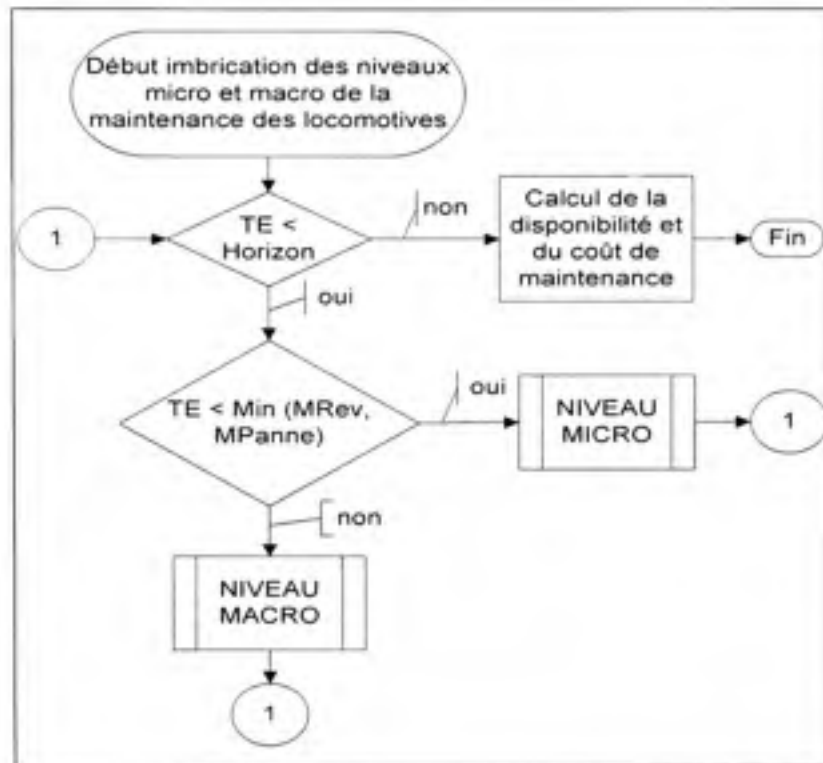 Début imbrication des niveaux
micro et macro de la
maintenance des locomotives
1
TE <
Horizon
non
Calcul de la
disponibilité et
du coût de
maintenance
Fin
oui
TE < Min (MRev,
MPanne)
oui
NIVEAU
MICRO
1
non
NIVEAU
MACRO
1